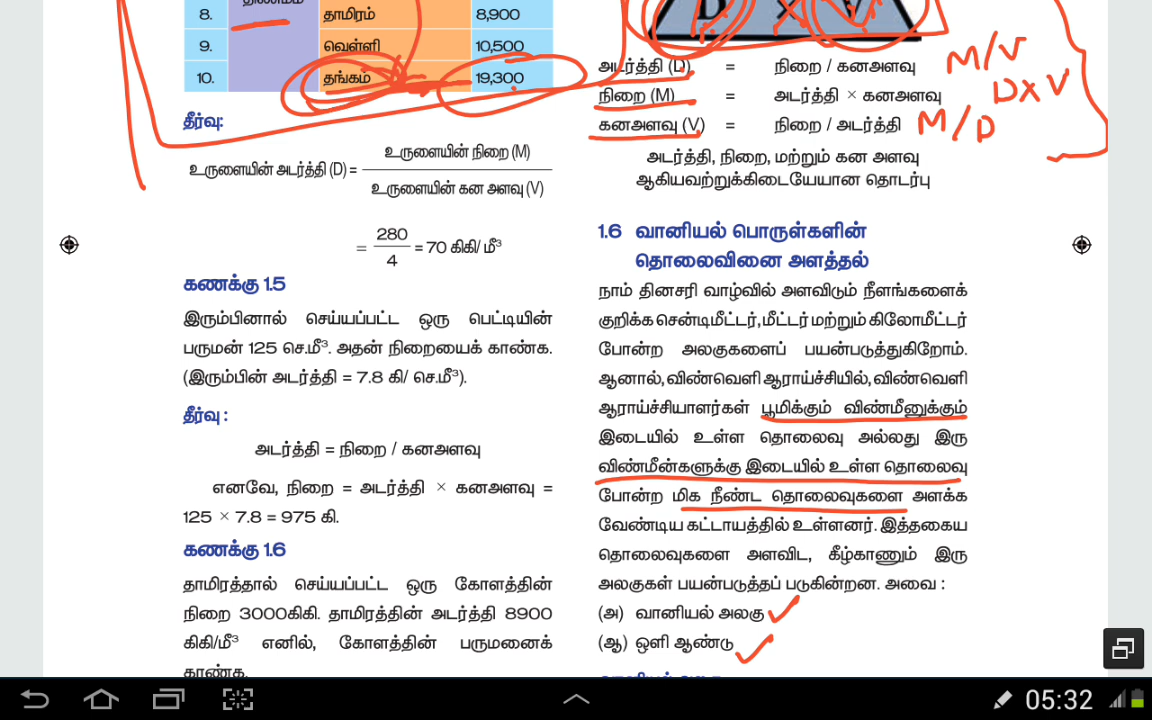 திண்மம்
8. தாமிரம் 8,900
9. வெள்ளி 10,500
10. தங்கம் 19,300
தீர்வு:
உருளையின் அடர்த்தி (D) = உருளையின் நிறை (M)
உருளையின் கன அளவு (V)
= 280
4
= 70 கிகி/ மீ³
கணக்கு 1.5
இரும்பினால் செய்யப்பட்ட ஒரு பெட்டியின்
பருமன் 125 செ.மீ³. அதன் நிறையைக் காண்க.
(இரும்பின் அடர்த்தி = 7.8 கி/ செ.மீ³).
தீர்வு :
அடர்த்தி = நிறை / கனஅளவு
எனவே, நிறை = அடர்த்தி × கனஅளவு =
125 × 7.8 = 975 கி.
கணக்கு 1.6
தாமிரத்தால் செய்யப்பட்ட ஒரு கோளத்தின்
நிறை 3000கிகி. தாமிரத்தின் அடர்த்தி 8900
கிகி/மீ³ எனில், கோளத்தின் பருமனைக்
காண்க.
D X V
அடர்த்தி (D) = நிறை / கனஅளவு M/V
நிறை (M) = அடர்த்தி × கனஅளவு D X V
கனஅளவு (V) = நிறை / அடர்த்தி M/D
அடர்த்தி, நிறை, மற்றும் கன அளவு
ஆகியவற்றுக்கிடையேயான தொடர்பு
1.6 வானியல் பொருள்களின்
தொலைவினை அளத்தல்
நாம் தினசரி வாழ்வில் அளவிடும் நீளங்களைக்
குறிக்க சென்டிமீட்டர்,மீட்டர் மற்றும் கிலோமீட்டர்
போன்ற அலகுகளைப் பயன்படுத்துகிறோம்.
ஆனால்,விண்வெளி ஆராய்ச்சியில்,விண்வெளி
ஆராய்ச்சியாளர்கள் பூமிக்கும் விண்மீனுக்கும்
இடையில் உள்ள தொலைவு அல்லது இரு
விண்மீன்களுக்கு இடையில் உள்ள தொலைவு
போன்ற மிக நீண்ட தொலைவுகளை அளக்க
வேண்டிய கட்டாயத்தில் உள்ளனர். இத்தகைய
தொலைவுகளை அளவிட, கீழ்காணும் இரு
அலகுகள் பயன்படுத்தப் படுகின்றன. அவை :
(அ) வானியல் அலகு
(ஆ) ஒளி ஆண்டு
05:32